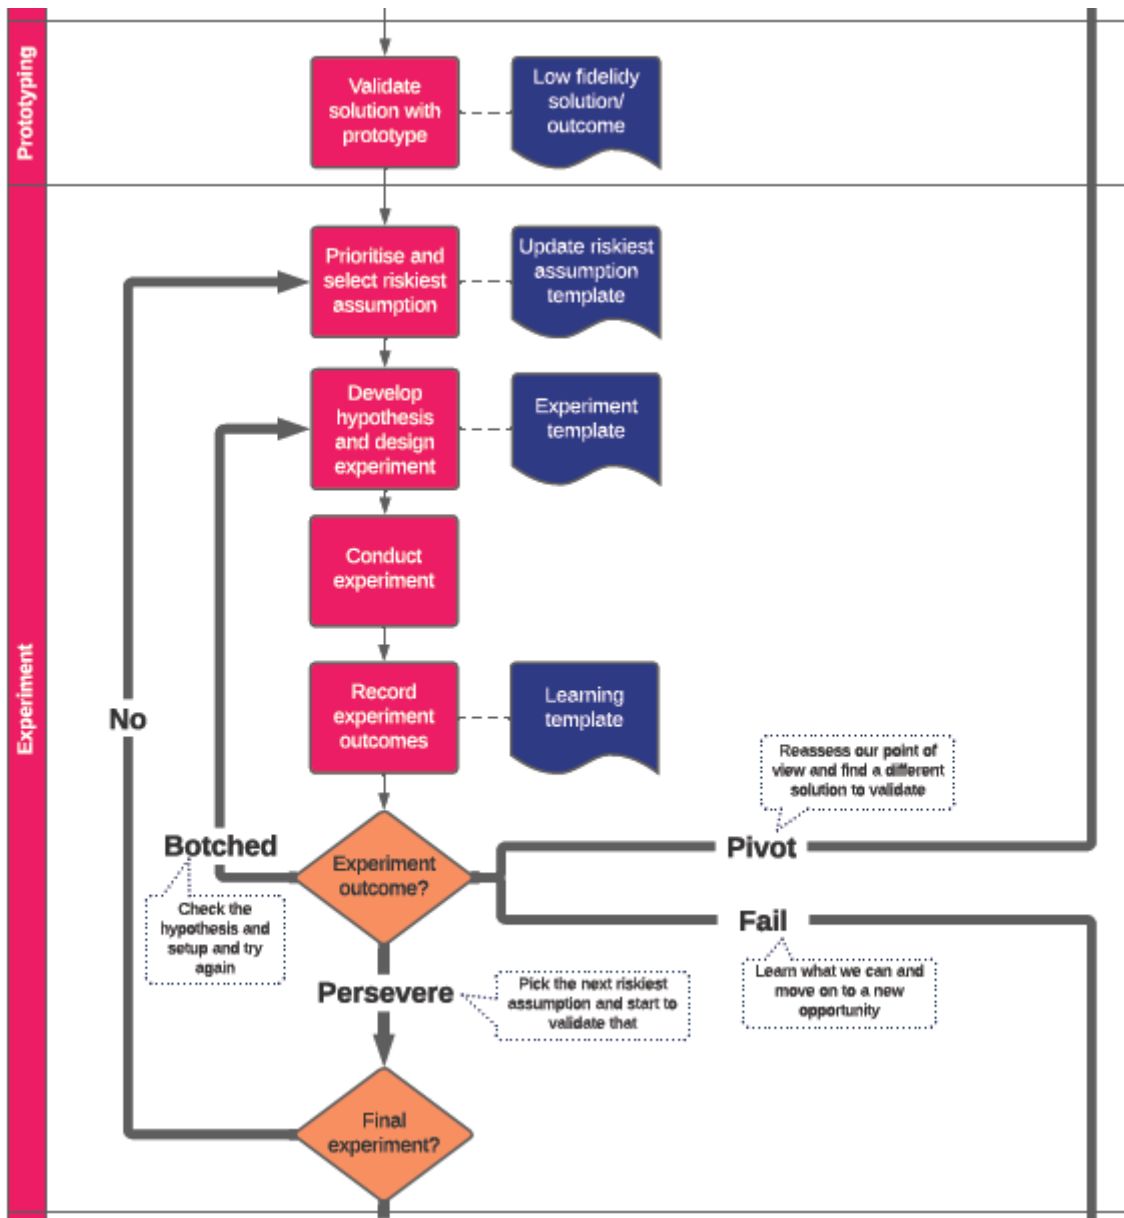 Prototyping
Validate
solution with
prototype
Low fidelidy
solution/
outcome
Experiment
Prioritise and
select riskiest
assumption
Update riskiest
assumption
template
Develop
hypothesis
and design
experiment
Experiment
template
Conduct
experiment
Record
experiment
outcomes
Learning
template
No
Reassess our point of
view and find a different
solution to validate
Botched
Experiment
outcome?
Pivot
Check the
hypothesis and
setup and try
again
Fail
Learn what we can and
move on to a new
opportunity
Persevere
Pick the next riskiest
assumption and start to
validate that
Final
experiment?